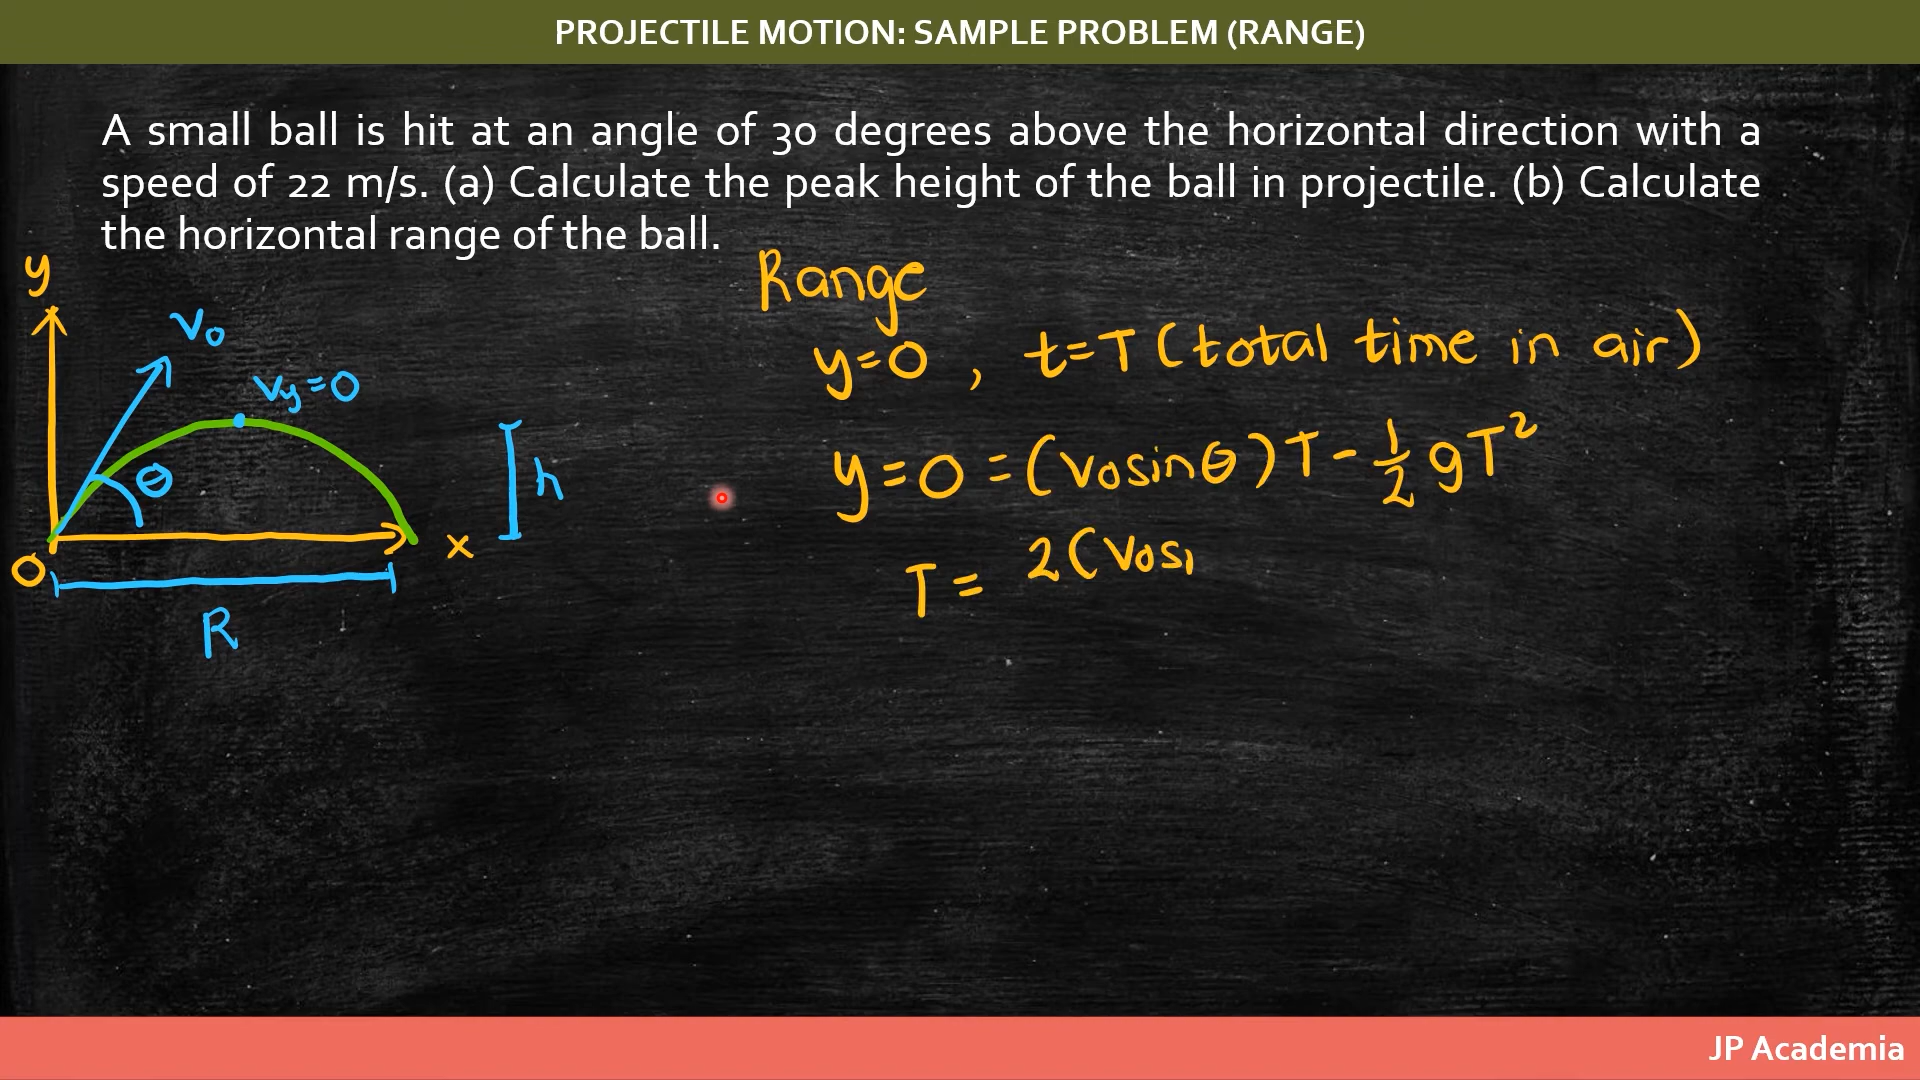 PROJECTILE MOTION: SAMPLE PROBLEM (RANGE)
A small ball is hit at an angle of 30 degrees above the horizontal direction with a
speed of 22 m/s. (a) Calculate the peak height of the ball in projectile. (b) Calculate
the horizontal range of the ball.
y
v₀
vy=0
θ
h
x
O
R
Range
y=0 , t=T (total time in air)
y=0=(v₀sinθ)T-½gT²
T= 2(v₀sı
JP Academia